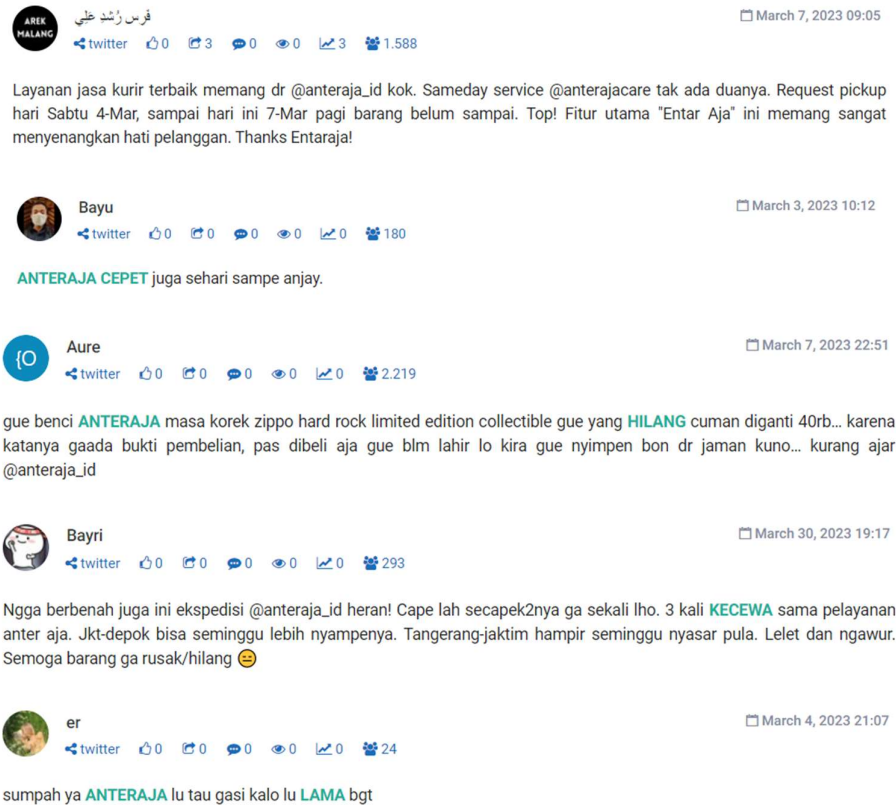 AREK
MALANG
فَرِس رُشدِ عَلِي
March 7, 2023 09:05
twitter 0 3 0 0 3 1.588
Layanan jasa kurir terbaik memang dr @anteraja_id kok. Sameday service @anterajacare tak ada duanya. Request pickup
hari Sabtu 4-Mar, sampai hari ini 7-Mar pagi barang belum sampai. Top! Fitur utama "Entar Aja" ini memang sangat
menyenangkan hati pelanggan. Thanks Entaraja!
Bayu
March 3, 2023 10:12
twitter 0 0 0 0 0 180
ANTERAJA CEPET juga sehari sampe anjay.
{O
Aure
March 7, 2023 22:51
twitter 0 0 0 0 0 2.219
gue benci ANTERAJA masa korek zippo hard rock limited edition collectible gue yang HILANG cuman diganti 40rb... karena
katanya gaada bukti pembelian, pas dibeli aja gue blm lahir lo kira gue nyimpen bon dr jaman kuno... kurang ajar
@anteraja_id
Bayri
March 30, 2023 19:17
twitter 0 0 0 0 0 293
Ngga berbenah juga ini ekspedisi @anteraja_id heran! Cape lah secapek2nya ga sekali lho. 3 kali KECEWA sama pelayanan
anter aja. Jkt-depok bisa seminggu lebih nyampenya. Tangerang-jaktim hampir seminggu nyasar pula. Lelet dan ngawur.
Semoga barang ga rusak/hilang 😑
er
March 4, 2023 21:07
twitter 0 0 0 0 0 24
sumpah ya ANTERAJA lu tau gasi kalo lu LAMA bgt